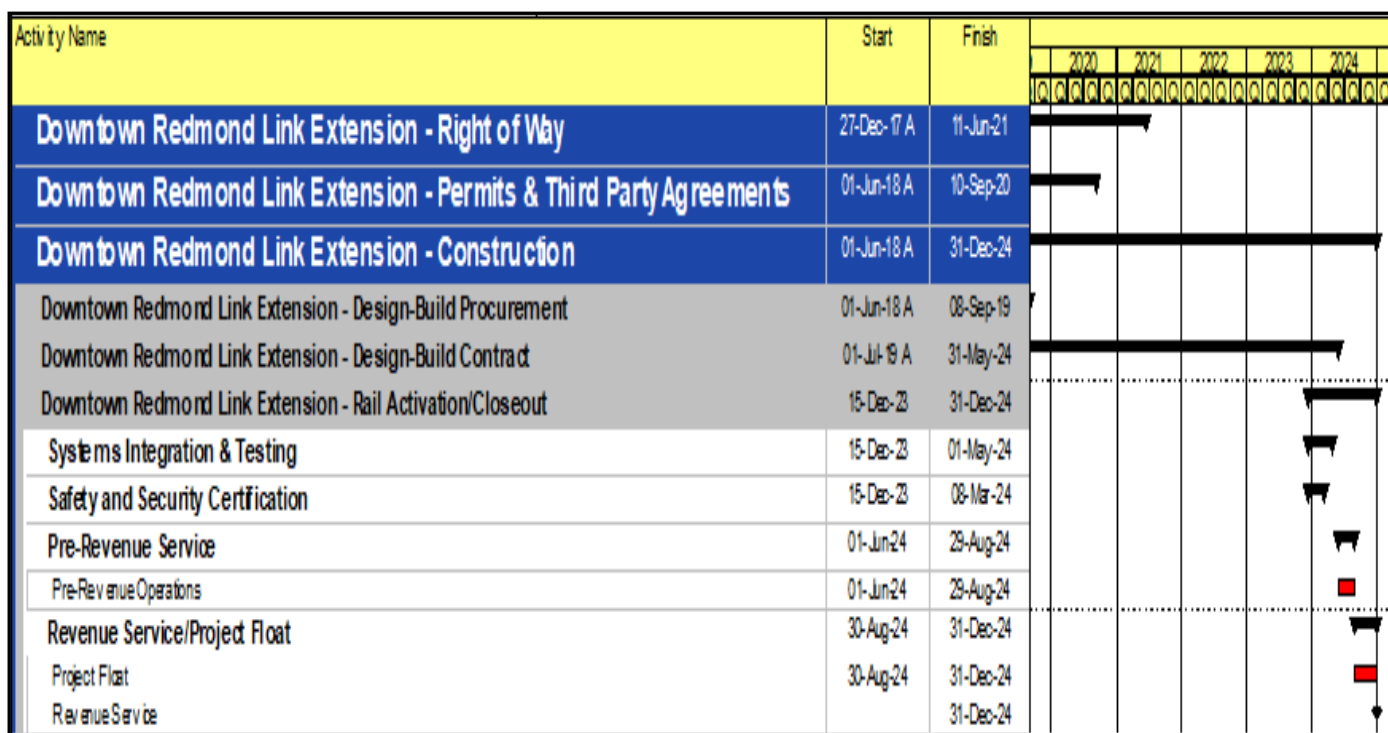 Activity Name Start Finish
2020 2021 2022 2023 2024
Q Q Q Q Q Q Q Q Q Q Q Q Q Q Q Q Q Q Q Q Q Q
Downtown Redmond Link Extension - Right of Way 27-Dec-17 A 11-Jun-21
Downtown Redmond Link Extension - Permits & Third Party Agreements 01-Jun-18 A 10-Sep-20
Downtown Redmond Link Extension - Construction 01-Jun-18 A 31-Dec-24
Downtown Redmond Link Extension - Design-Build Procurement 01-Jun-18 A 08-Sep-19
Downtown Redmond Link Extension - Design-Build Contract 01-Jul-19 A 31-May-24
Downtown Redmond Link Extension - Rail Activation/Closeout 15-Dec-23 31-Dec-24
Systems Integration & Testing 15-Dec-23 01-May-24
Safety and Security Certification 15-Dec-23 08-Mar-24
Pre-Revenue Service 01-Jun-24 29-Aug-24
Pre-Revenue Operations 01-Jun-24 29-Aug-24
Revenue Service/Project Float 30-Aug-24 31-Dec-24
Project Float 30-Aug-24 31-Dec-24
Revenue Service 31-Dec-24